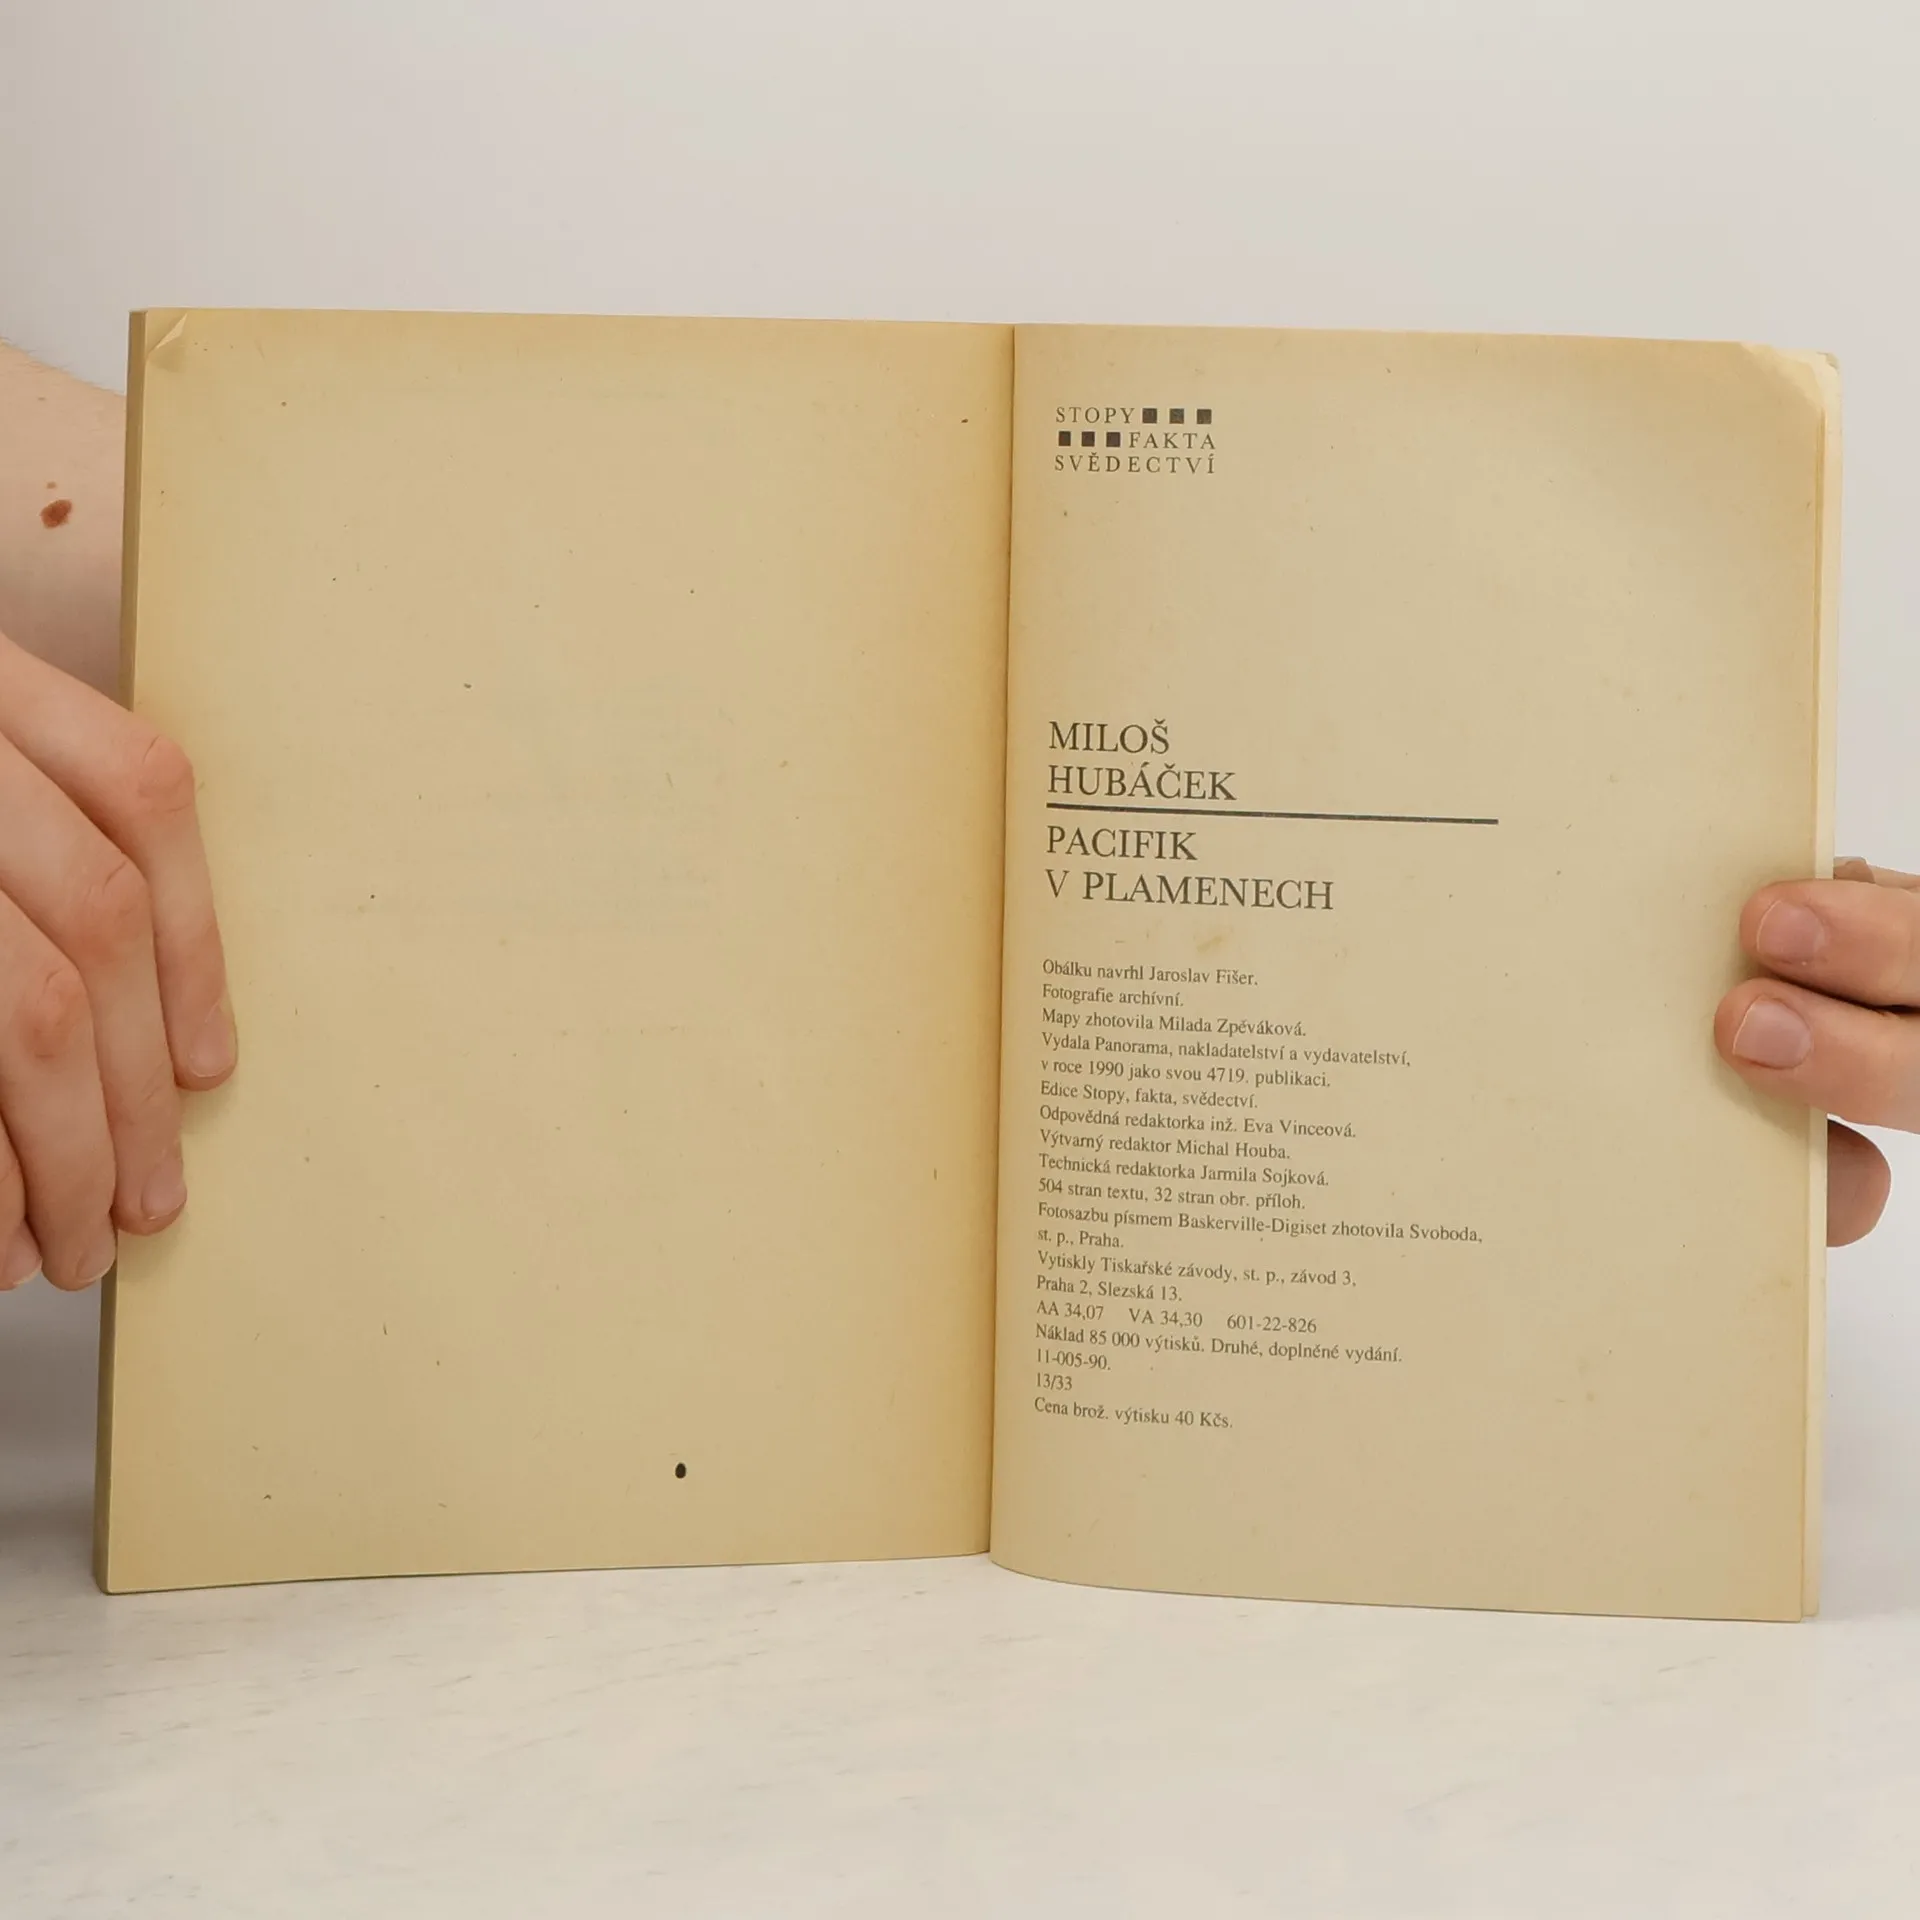 STOPY ■ ■ ■
■ ■ ■ FAKTA
SVĚDECTVÍ
MILOŠ
HUBÁČEK
PACIFIK
V PLAMENECH
Obálku navrhl Jaroslav Fišer.
Fotografie archívní.
Mapy zhotovila Milada Zpěváková.
Vydala Panorama, nakladatelství a vydavatelství,
v roce 1990 jako svou 4719. publikaci.
Edice Stopy, fakta, svědectví.
Odpovědná redaktorka inž. Eva Vinceová.
Výtvarný redaktor Michal Houba.
Technická redaktorka Jarmila Sojková.
504 stran textu, 32 stran obr. příloh.
Fotosazbu písmem Baskerville-Digiset zhotovila Svoboda,
st. p., Praha.
Vytiskly Tiskařské závody, st. p., závod 3,
Praha 2, Slezská 13.
AA 34,07 VA 34,30 601-22-826
Náklad 85 000 výtisků. Druhé, doplněné vydání.
11-005-90.
13/33
Cena brož. výtisku 40 Kčs.